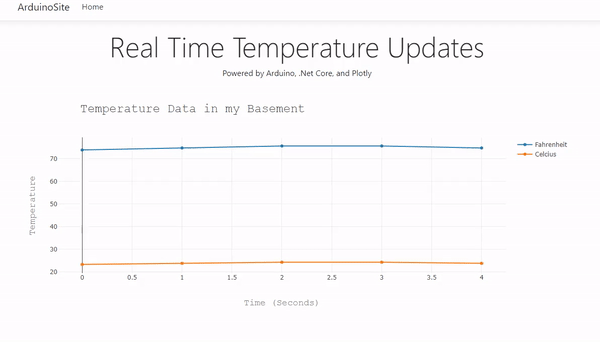 ArduinoSite Home
Real Time Temperature Updates
Powered by Arduino, .Net Core, and Plotly
Temperature Data in my Basement
Fahrenheit
Celcius
Temperature
70
60
50
40
30
20
0 0.5 1 1.5 2 2.5 3 3.5 4
Time (Seconds)